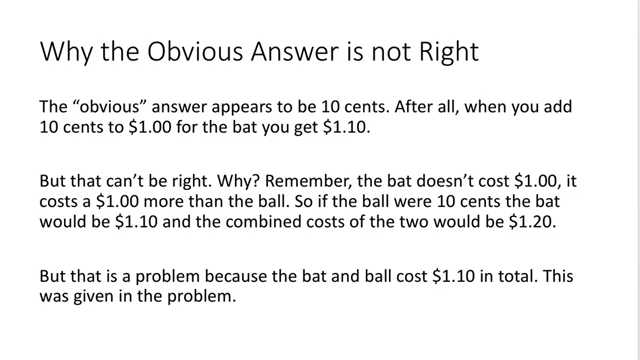 Why the Obvious Answer is not Right
The “obvious” answer appears to be 10 cents. After all, when you add
10 cents to $1.00 for the bat you get $1.10.
But that can’t be right. Why? Remember, the bat doesn’t cost $1.00, it
costs a $1.00 more than the ball. So if the ball were 10 cents the bat
would be $1.10 and the combined costs of the two would be $1.20.
But that is a problem because the bat and ball cost $1.10 in total. This
was given in the problem.